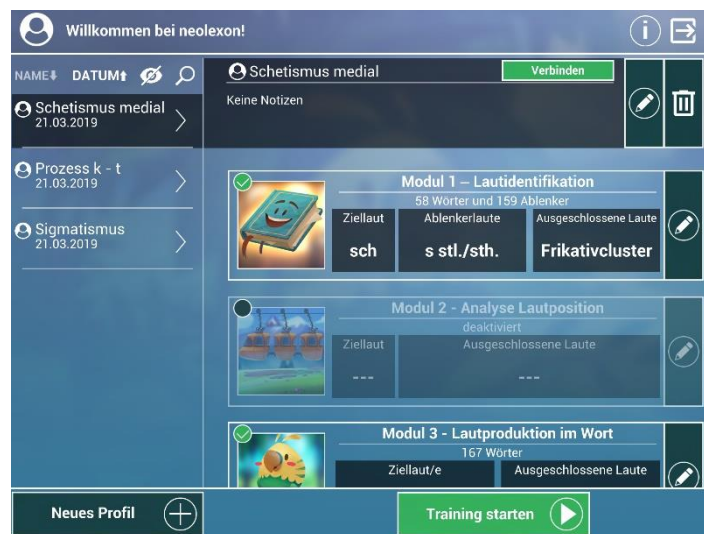 Willkommen bei neolexon!
NAME⬇ DATUM⬆
Schetismus medial
21.03.2019
Prozess k - t
21.03.2019
Sigmatismus
21.03.2019
Schetismus medial
Verbinden
Keine Notizen
Modul 1 – Lautidentifikation
58 Wörter und 159 Ablenker
Ziellaut Ablenkerlaute Ausgeschlossene Laute
sch s stl./sth. Frikativcluster
Modul 2 - Analyse Lautposition
deaktiviert
Ziellaut Ausgeschlossene Laute
--- ---
Modul 3 - Lautproduktion im Wort
167 Wörter
Ziellaut/e Ausgeschlossene Laute
Neues Profil
Training starten